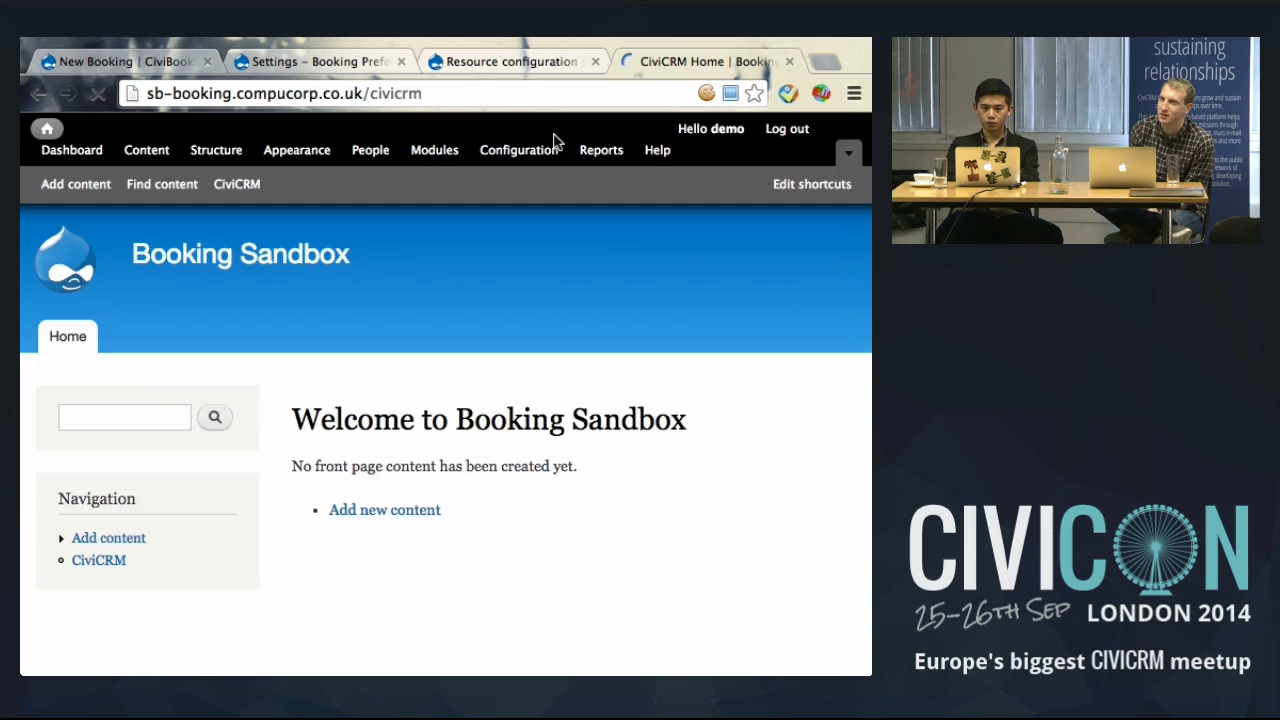 New Booking | CiviBook
Settings - Booking Prefe
Resource configuration
CiviCRM Home | Booking
sb-booking.compucorp.co.uk/civicrm
Hello demo
Log out
Dashboard
Content
Structure
Appearance
People
Modules
Configuration
Reports
Help
Add content
Find content
CiviCRM
Edit shortcuts
Booking Sandbox
Home
Welcome to Booking Sandbox
No front page content has been created yet.
Add new content
Navigation
Add content
CiviCRM
sustaining
relationships
CIVICON
25-26TH SEP LONDON 2014
Europe's biggest CIVICRM meetup